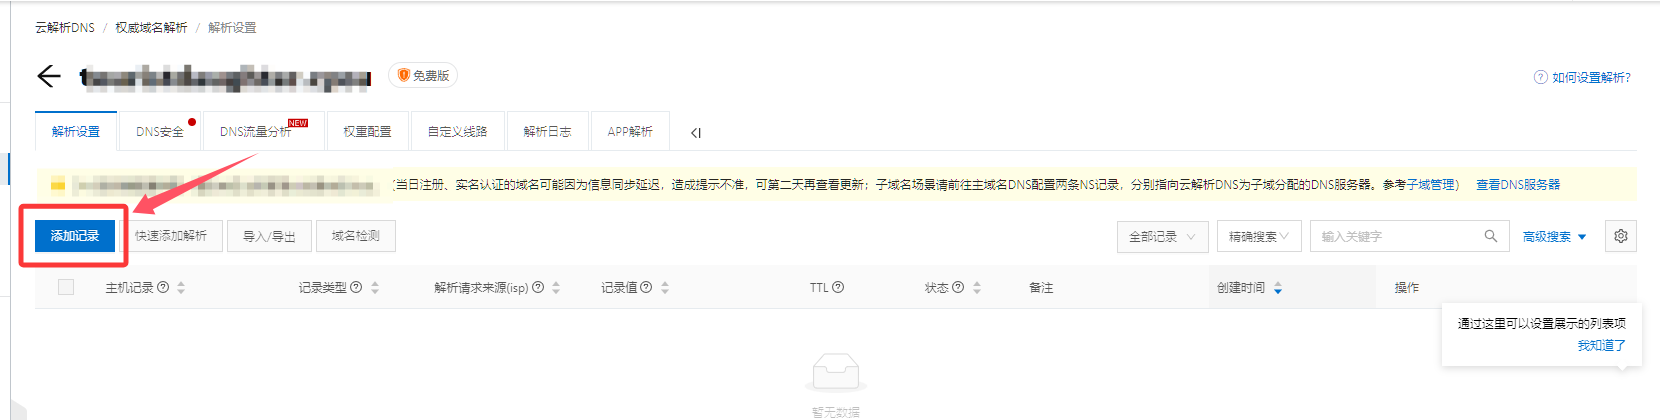 云解析DNS / 权威域名解析 / 解析设置
免费版
如何设置解析?
解析设置 DNS安全 DNS流量分析 NEW 权重配置 自定义线路 解析日志 APP解析
(当日注册、实名认证的域名可能因为信息同步延迟，造成提示不准，可第二天再查看更新；子域名场景请前往主域名DNS配置两条NS记录，分别指向云解析DNS为子域分配的DNS服务器。参考子域管理) 查看DNS服务器
添加记录 快速添加解析 导入/导出 域名检测 全部记录 精确搜索 输入关键字 高级搜索
主机记录 记录类型 解析请求来源(isp) 记录值 TTL 状态 备注 创建时间 操作
通过这里可以设置展示的列表项
我知道了
暂无数据